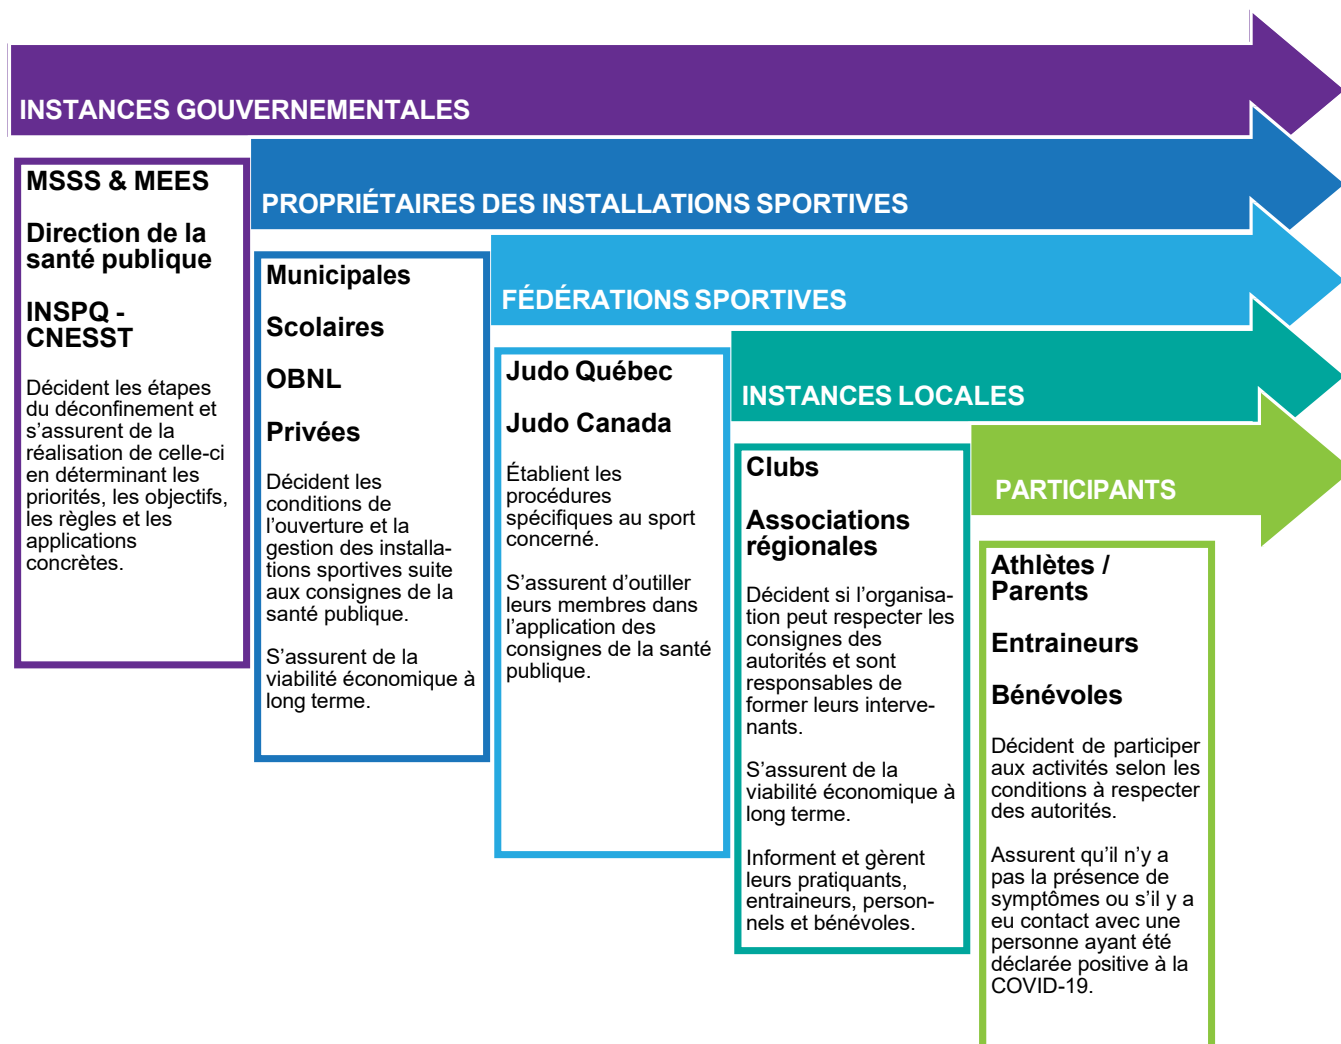 INSTANCES GOUVERNEMENTALES
MSSS & MEES
Direction de la
santé publique
INSPQ -
CNESST
Décident les étapes
du déconfinement et
s’assurent de la
réalisation de celle-ci
en déterminant les
priorités, les objectifs,
les règles et les
applications
concrètes.
PROPRIÉTAIRES DES INSTALLATIONS SPORTIVES
Municipales
Scolaires
OBNL
Privées
Décident les
conditions de
l’ouverture et la
gestion des installa-
tions sportives suite
aux consignes de la
santé publique.
S’assurent de la
viabilité économique à
long terme.
FÉDÉRATIONS SPORTIVES
Judo Québec
Judo Canada
Établient les
procédures
spécifiques au sport
concerné.
S’assurent d’outiller
leurs membres dans
l’application des
consignes de la santé
publique.
INSTANCES LOCALES
Clubs
Associations
régionales
Décident si l’organisa-
tion peut respecter les
consignes des
autorités et sont
responsables de
former leurs interve-
nants.
S’assurent de la
viabilité économique à
long terme.
Informent et gèrent
leurs pratiquants,
entraineurs, person-
nels et bénévoles.
PARTICIPANTS
Athlètes /
Parents
Entraineurs
Bénévoles
Décident de participer
aux activités selon les
conditions à respecter
des autorités.
Assurent qu’il n’y a
pas la présence de
symptômes ou s’il y a
eu contact avec une
personne ayant été
déclarée positive à la
COVID-19.